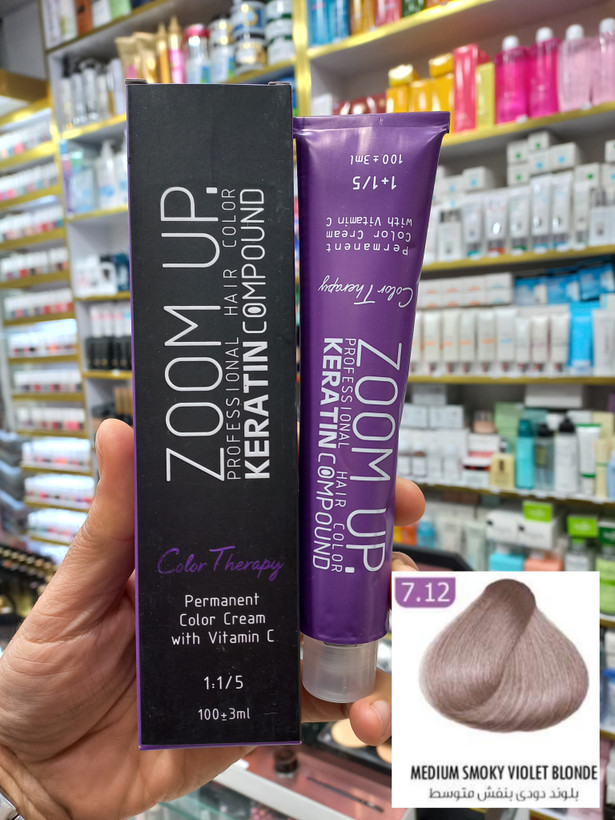 ZOOM UP.
PROFESSIONAL HAIR COLOR
KERATIN COMPOUND
Color Therapy
Permanent
Color Cream
with Vitamin C
1:1/5
100±3ml
ZOOM UP.
PROFESSIONAL HAIR COLOR
KERATIN COMPOUND
Color Therapy
Permanent
Color Cream
with Vitamin C
1+1/5
100±3ml
7.12
MEDIUM SMOKY VIOLET BLONDE
بلوند دودی بنفش متوسط